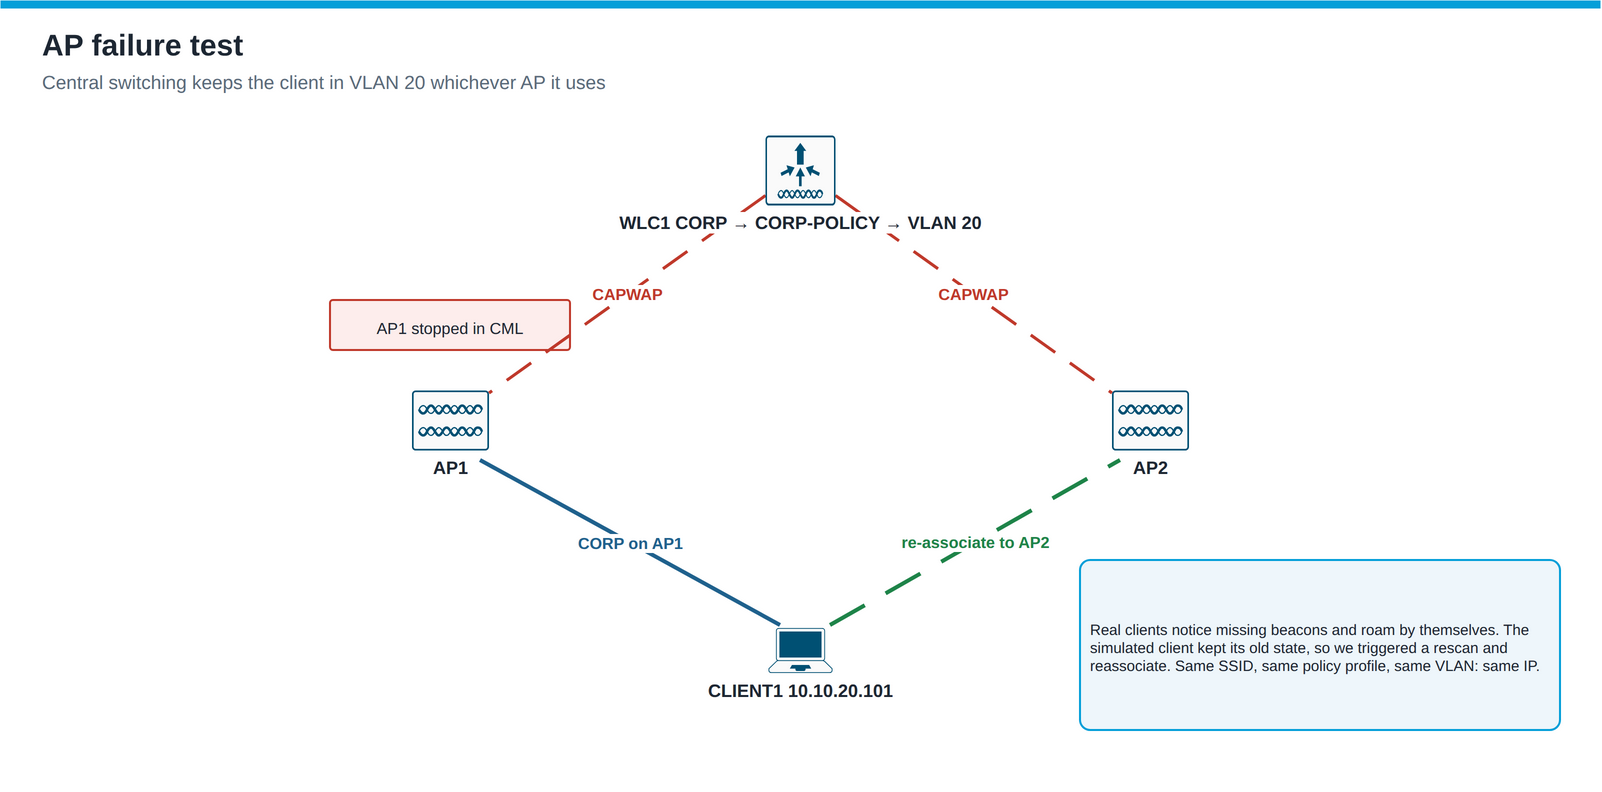 AP failure test
Central switching keeps the client in VLAN 20 whichever AP it uses
WLC1 CORP → CORP-POLICY → VLAN 20
CAPWAP
CAPWAP
AP1 stopped in CML
AP1
AP2
CORP on AP1
re-associate to AP2
Real clients notice missing beacons and roam by themselves. The
simulated client kept its old state, so we triggered a rescan and
reassociate. Same SSID, same policy profile, same VLAN: same IP.
CLIENT1 10.10.20.101